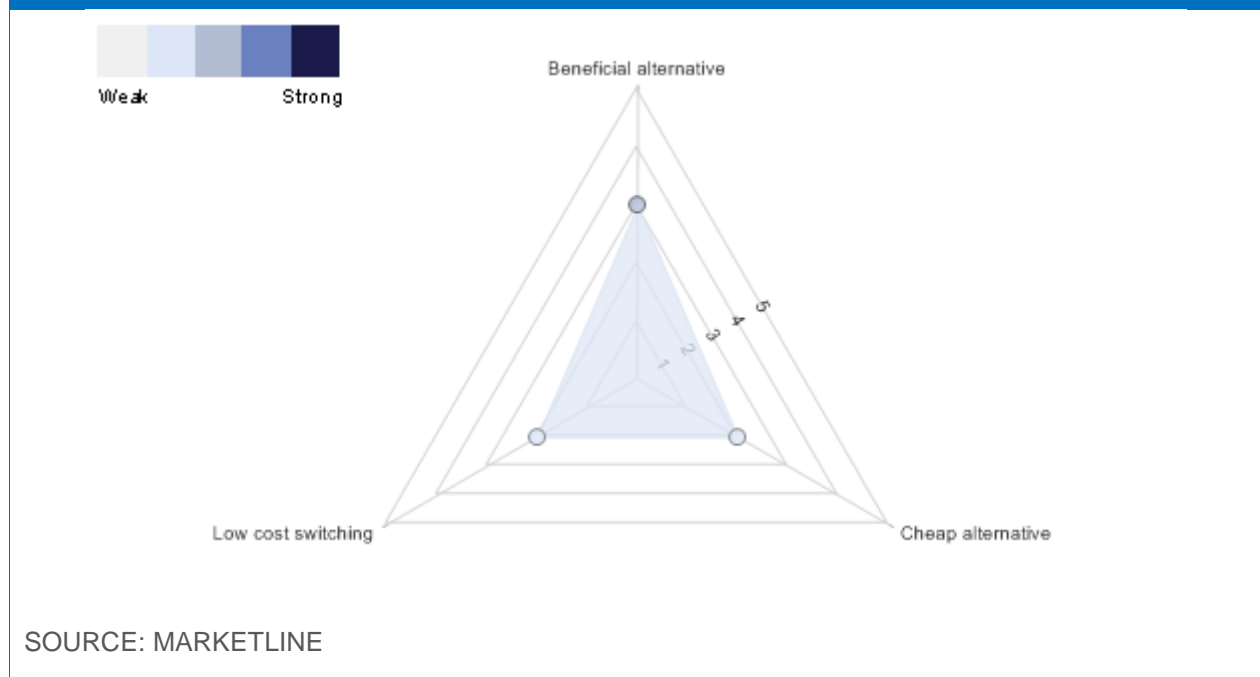 Weak Strong
Beneficial alternative
5
4
3
2
1
Low cost switching
Cheap alternative
SOURCE: MARKETLINE